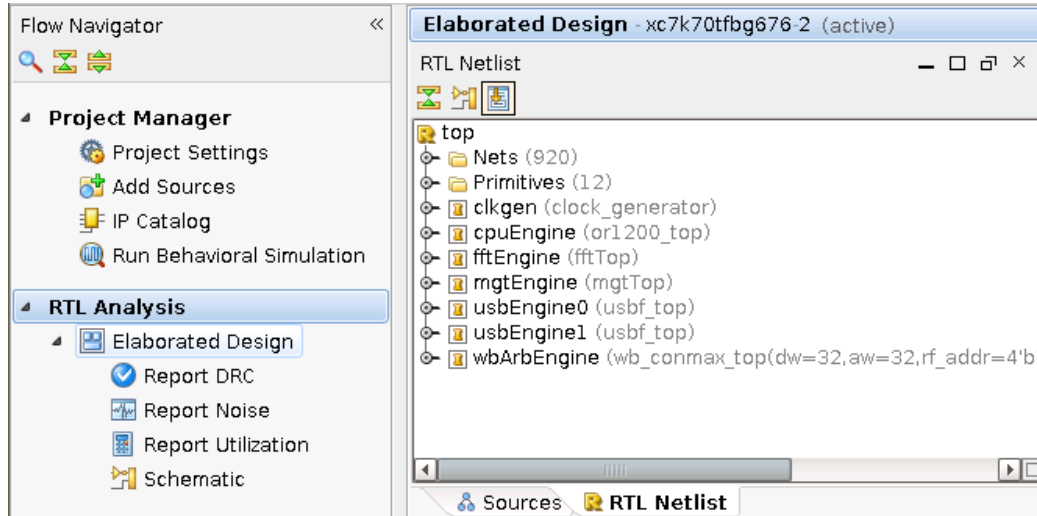 Flow Navigator «
Project Manager
Project Settings
Add Sources
IP Catalog
Run Behavioral Simulation
RTL Analysis
Elaborated Design
Report DRC
Report Noise
Report Utilization
Schematic
Elaborated Design - xc7k70tfbg676-2 (active)
RTL Netlist
top
Nets (920)
Primitives (12)
clkgen (clock_generator)
cpuEngine (or1200_top)
fftEngine (fftTop)
mgtEngine (mgtTop)
usbEngine0 (usbf_top)
usbEngine1 (usbf_top)
wbArbEngine (wb_conmax_top(dw=32,aw=32,rf_addr=4'b
Sources RTL Netlist